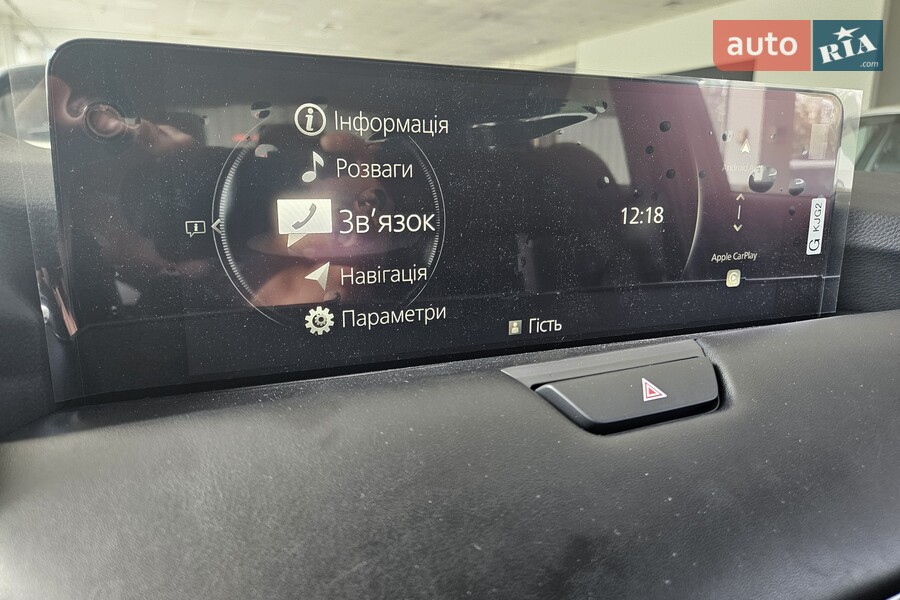 auto RIA .com
Інформація
Розваги
Зв’язок
Навігація
Параметри
12:18
Apple CarPlay
Гість
G KJG2